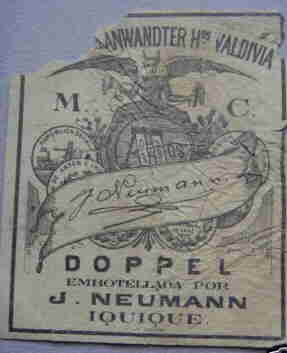 ANWANDTER Hos VALDIVIA
M. C.
J. Neumann
DOPPEL
EMBOTELLADA POR
J. NEUMANN
IQUIQUE.